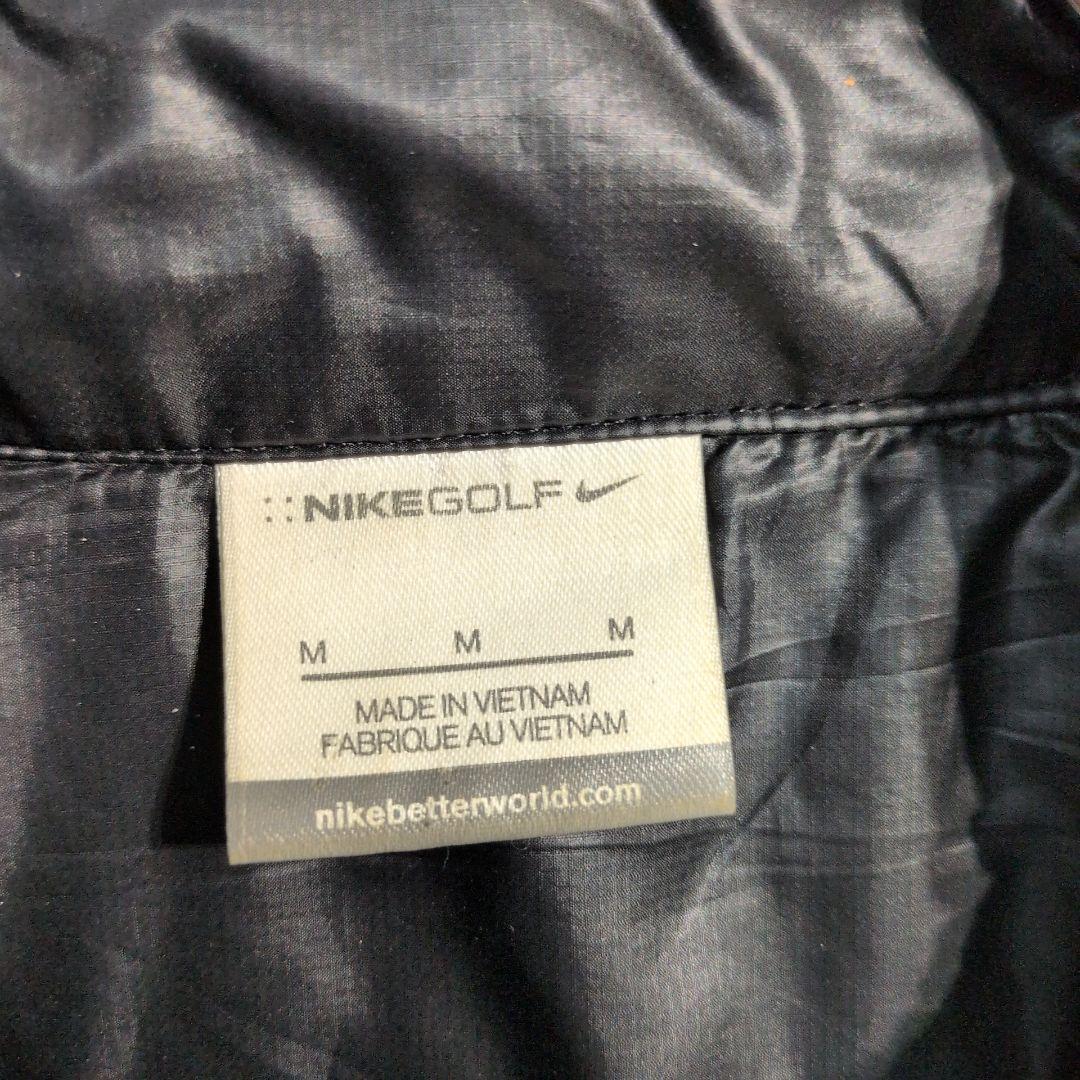 NIKEGOLF
M M M
MADE IN VIETNAM
FABRIQUE AU VIETNAM
nikebetterworld.com